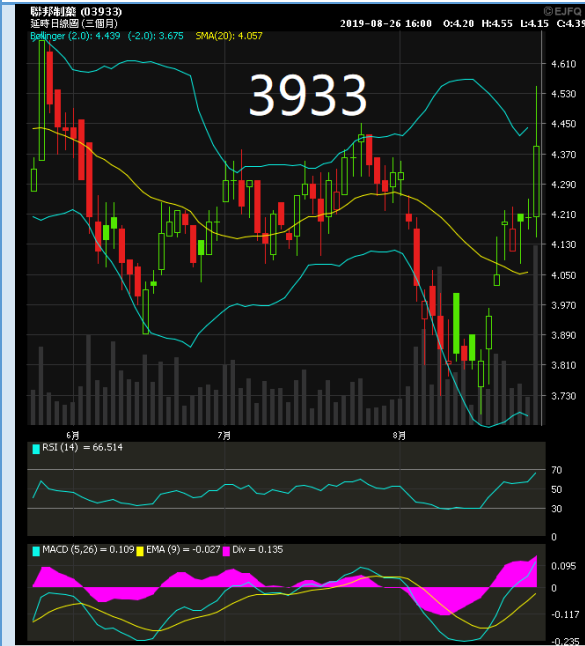 聯邦制藥 (03933)
©EJFQ
延時日線圖 (三個月)
2019-08-26 16:00 O:4.20 H:4.55 L:4.15 C:4.39
Bollinger (2.0): 4.439 (-2.0): 3.675 SMA(20): 4.057
3933
4.610
4.530
4.450
4.370
4.290
4.210
4.130
4.050
3.970
3.890
3.810
3.730
6月 7月 8月
RSI (14) = 66.514
70
50
30
0
MACD (5,26) = 0.109 EMA (9) = -0.027 Div = 0.135
0.095
0
-0.117
-0.235